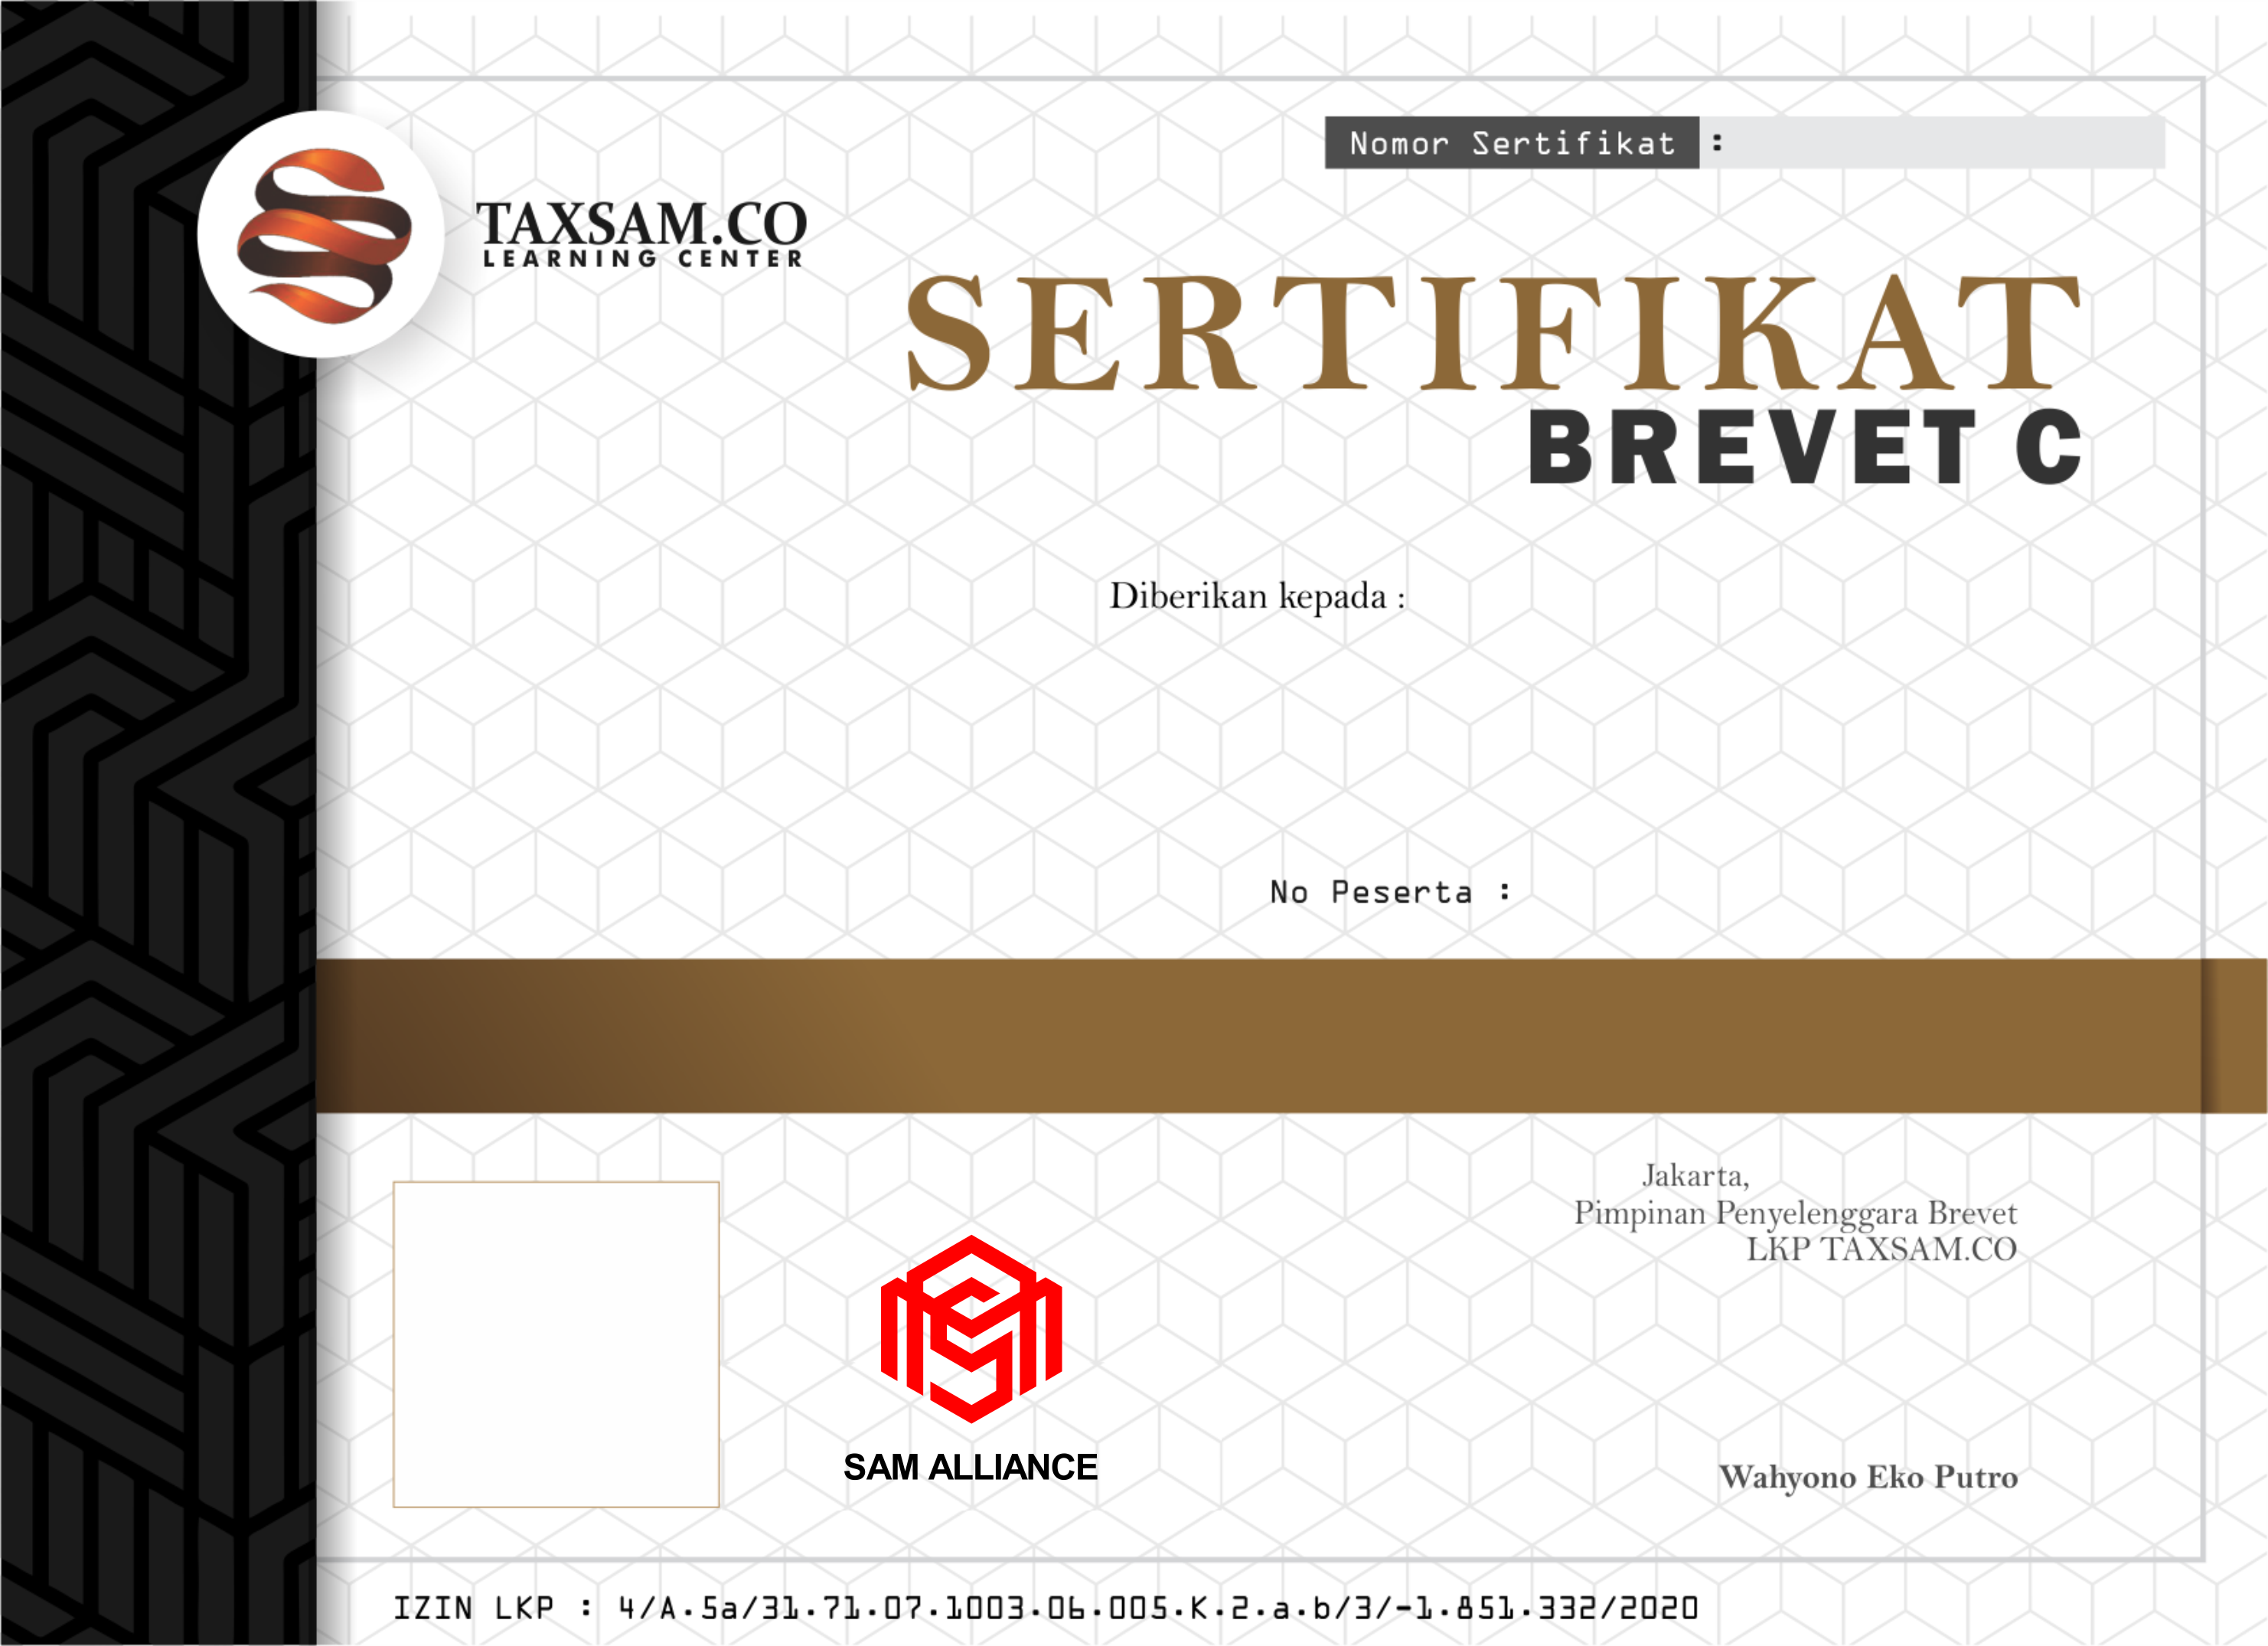 Nomor Sertifikat :
TAXSAM.CO
LEARNING CENTER
SERTIFIKAT
BREVET C
Diberikan kepada :
No Peserta :
Jakarta,
Pimpinan Penyelenggara Brevet
LKP TAXSAM.CO
SAM ALLIANCE
Wahyono Eko Putro
IZIN LKP : 4/A.5a/31.71.07.1003.06.005.K.2.a.b/3/-1.851.332/2020